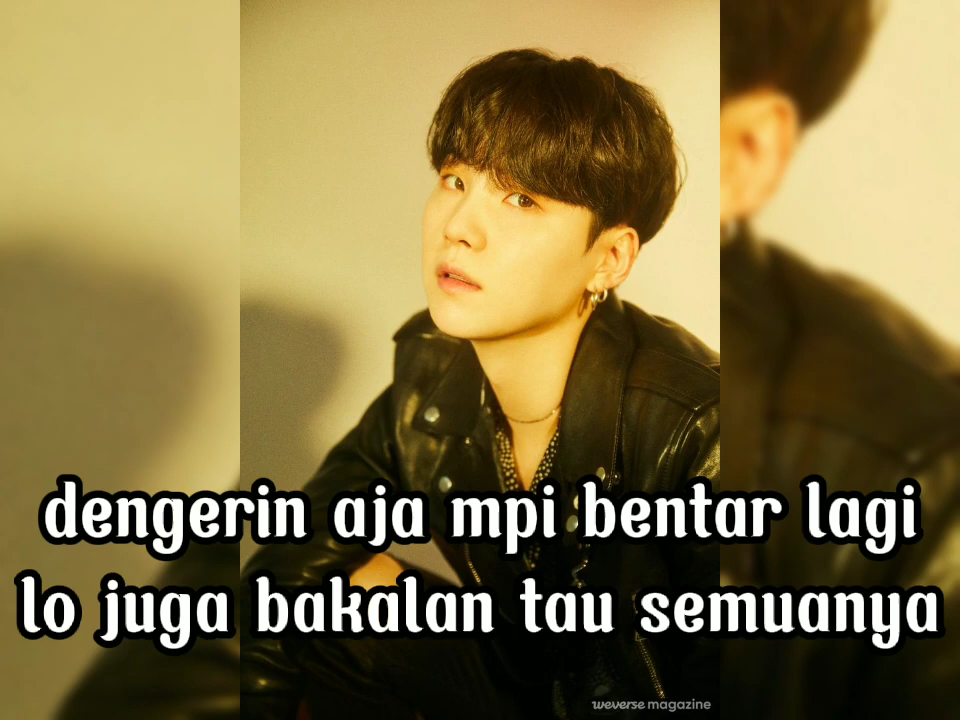 dengerin aja mpi bentar lagi
lo juga bakalan tau semuanya
weverse magazine